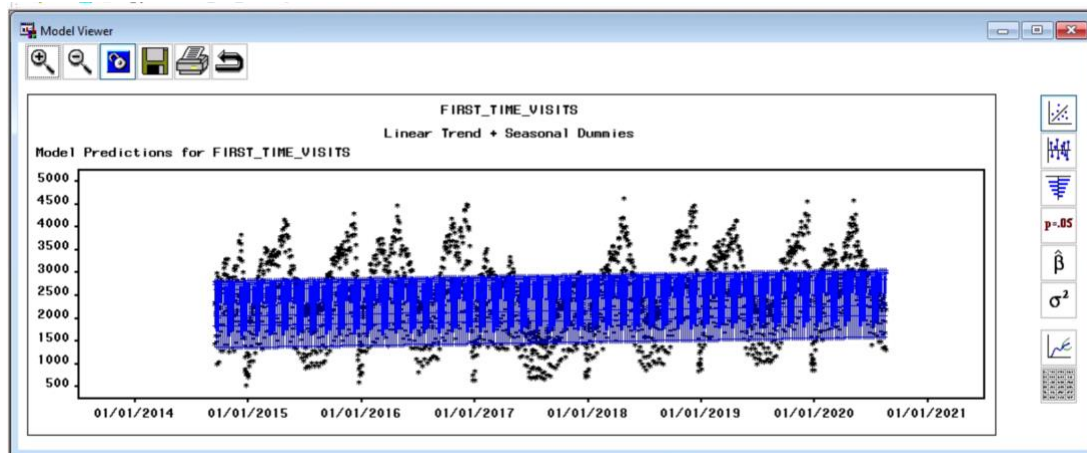 Model Viewer
FIRST_TIME_VISITS
Linear Trend + Seasonal Dummies
Model Predictions for FIRST_TIME_VISITS
5000
4500
4000
3500
3000
2500
2000
1500
1000
500
01/01/2014 01/01/2015 01/01/2016 01/01/2017 01/01/2018 01/01/2019 01/01/2020 01/01/2021
p=.05
β̂
σ²